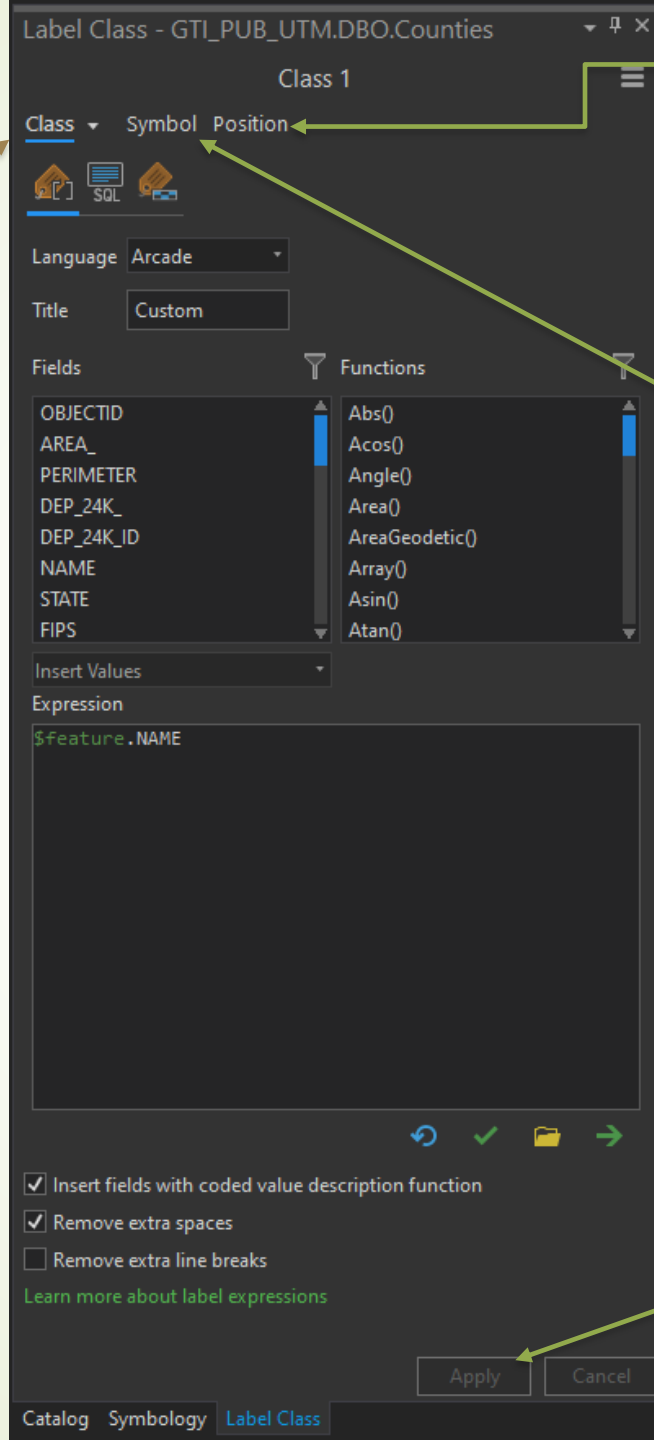 Label Class - GTI_PUB_UTM.DBO.Counties
Class 1
Class Symbol Position
SQL
Language Arcade
Title Custom
Fields Functions
OBJECTID Abs()
AREA_ Acos()
PERIMETER Angle()
DEP_24K_ Area()
DEP_24K_ID AreaGeodetic()
NAME Array()
STATE Asin()
FIPS Atan()
Insert Values
Expression
$feature.NAME
Insert fields with coded value description function
Remove extra spaces
Remove extra line breaks
Learn more about label expressions
Apply Cancel
Catalog Symbology Label Class